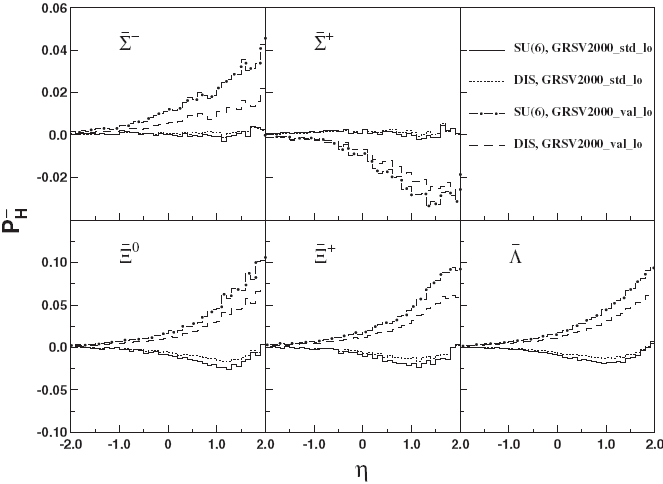 0.06
0.04
0.02
0.0
-0.02
Σ̄⁻
Σ̄⁺
SU(6), GRSV2000_std_lo
DIS, GRSV2000_std_lo
SU(6), GRSV2000_val_lo
DIS, GRSV2000_val_lo
P_H̄
0.10
0.05
0.0
-0.05
-0.10
Ξ̄⁰
Ξ̄⁺
Λ̄
-2.0 -1.0 0 1.0 2.0 -1.0 0 1.0 2.0 -1.0 0 1.0 2.0
η